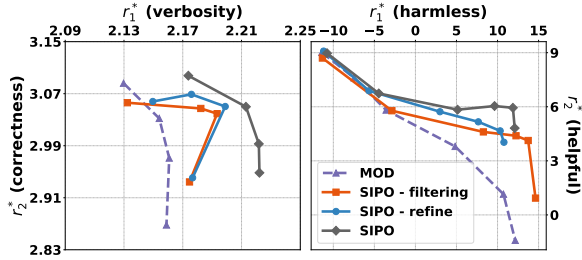 r₁* (verbosity)
r₁* (harmless)
2.09 2.13 2.17 2.21 2.25
−10 −5 0 5 10 15
3.15
3.07
2.99
2.91
2.83
r₂* (correctness)
9
6
3
0
r₂* (helpful)
MOD
SIPO - filtering
SIPO - refine
SIPO